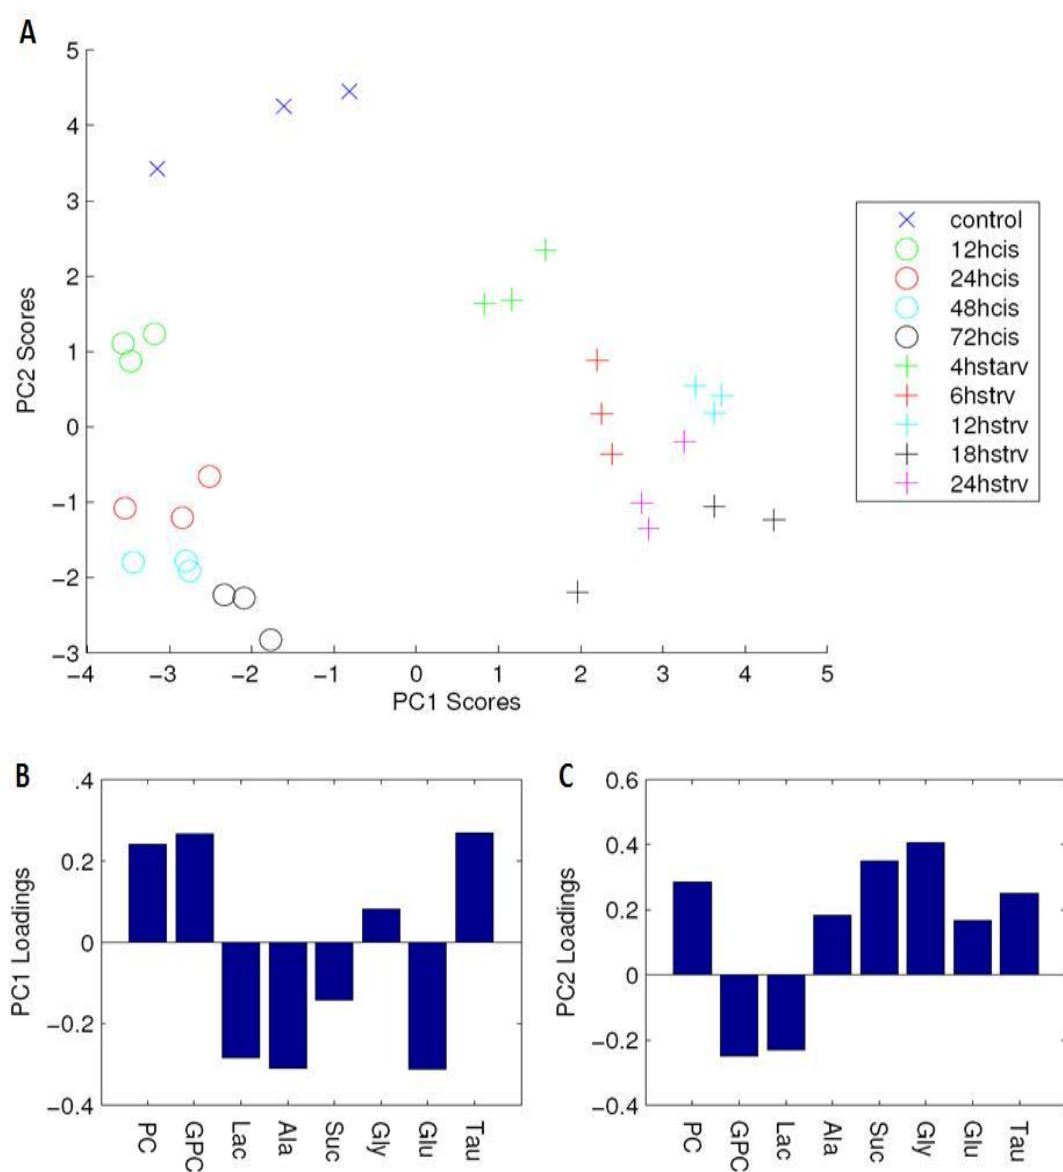 A
5
4
3
2
1
0
−1
−2
−3
PC2 Scores
−4 −3 −2 −1 0 1 2 3 4 5
PC1 Scores
control
12hcis
24hcis
48hcis
72hcis
4hstarv
6hstrv
12hstrv
18hstrv
24hstrv
B
.4
0.2
0
−0.2
−0.4
PC1 Loadings
PC GPC Lac Ala Suc Gly Glu Tau
C
0.6
0.4
0.2
0
−0.2
−0.4
PC2 Loadings
PC GPC Lac Ala Suc Gly Glu Tau